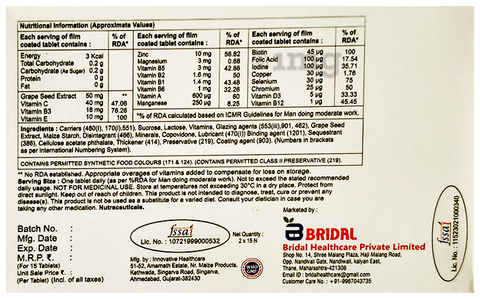 Nutritional Information (Approximate Values)
Each serving of film coated tablet contains : % of RDA*
Energy 3 Kcal
Total Carbohydrate 0.2 g
Carbohydrate (As Sugar) 0.2 g
Protein 0 g
Fat 0 g
Grape Seed Extract 50 mg **
Vitamin C 40 mg 47.06
Vitamin B3 18 mg 78.26
Vitamin E 10 mg 100
Each serving of film coated tablet contains : % of RDA*
Zinc 10 mg 56.82
Magnesium 3 mg 0.68
Vitamin B5 3 mg 42.86
Vitamin B2 1.6 mg 50
Vitamin B1 1.4 mg 43.48
Vitamin B6 1 mg 32.26
Vitamin A 600 µg 60
Manganese 250 µg 6.25
Each serving of film coated tablet contains : % of RDA*
Biotin 45 µg 100
Folic Acid 100 µg 17.54
Iodine 100 µg 35.71
Copper 30 µg 1.76
Selenium 30 µg 75
Chromium 25 µg 50
Vitamin D3 5 µg 33.33
Vitamin B12 1 µg 45.45
*% of RDA calculated based on ICMR Guidelines for Man doing moderate work.
Ingredients : Carriers (460(i), 170(i),551), Sucrose, Lactose, Vitamins, Glazing agents (553(iii),901, 462), Grape Seed
Extract, Maize Starch, Disintegrant (466), Minerals, Copovidone, Lubricant (470(i)) Binding agent (1201), Sequestrant
(386), Cellulose acetate phthalate, Thickener (414), Preservative (219), Coating agent (903). (Numbers in brackets
as per International Numbering System).
CONTAINS PERMITTED SYNTHETIC FOOD COLOURS (171 & 124). (CONTAINS PERMITTED CLASS II PRESERVATIVE (219).
** No RDA established. Appropriate overages of vitamins added to compensate for loss on storage.
Serving Size : One tablet daily (as per %RDA for Man doing moderate work). Not to exceed the stated recommended
daily usage. NOT FOR MEDICINAL USE. Store at temperatures not exceeding 30°C in a dry place. Protect from
direct sunlight. Keep out of reach of children. This product is not intended to diagnose, treat, cure or prevent any
disease(s). This product is not be used as a substitute for a varied diet. Consult your dietician in case you are
taking any other medication. Nutraceuticals.
Batch No. :
Mfg. Date :
Exp. Date :
M.R.P. ₹. :
(For 15 Tablets)
Unit Sale Price ₹. :
(Per Tablet) (Incl. of all taxes)
fssai
Lic. No. : 10721999000532
Net Quantity :
2 x 15 N
Mfg.By : Innovative Healthcare
51-52, Amarnath Estate, Nr. Maize Products,
Kathwada, Singarva Road, Singarva,
Ahmedabad, Gujarat-382430
WHO
GMP
Marketed by :
BRIDAL
Bridal Healthcare Private Limited
Shop No. 14, Shree Malang Plaza, Haji Malang Road,
Opp. Nandivali Gate, Nandivali, kalyan East,
Thane, Maharashtra-421306
Email ID : bridalhealthcare@gmail.com
Customer Care No. : +91-9967043735
fssai
Lic. No. : 11523021000340